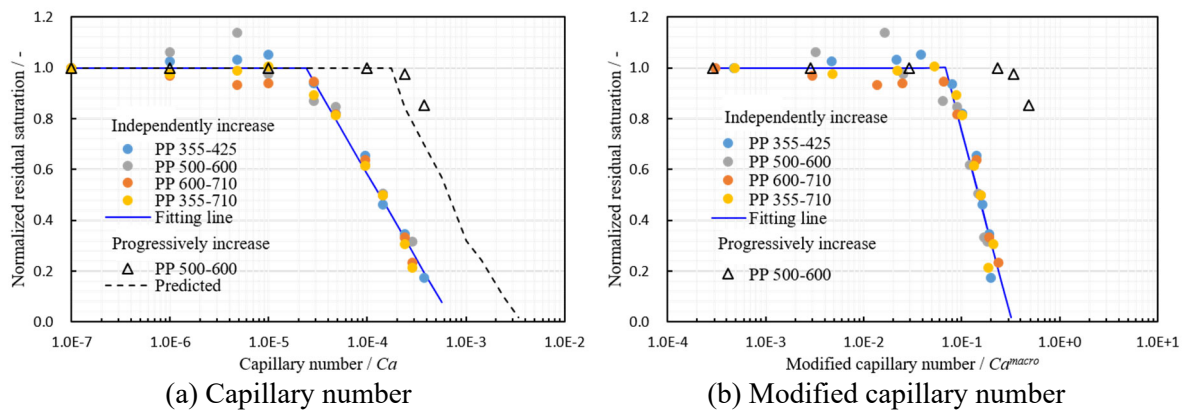 1.2
1.0
0.8
0.6
0.4
0.2
0.0
Normalized residual saturation / -
Independently increase
PP 355-425
PP 500-600
PP 600-710
PP 355-710
Fitting line
Progressively increase
PP 500-600
Predicted
1.0E-7 1.0E-6 1.0E-5 1.0E-4 1.0E-3 1.0E-2
Capillary number / Ca
(a) Capillary number
1.2
1.0
0.8
0.6
0.4
0.2
0.0
Normalized residual saturation / -
Independently increase
PP 355-425
PP 500-600
PP 600-710
PP 355-710
Fitting line
Progressively increase
PP 500-600
1.0E-4 1.0E-3 1.0E-2 1.0E-1 1.0E+0 1.0E+1
Modified capillary number / Ca^macro
(b) Modified capillary number